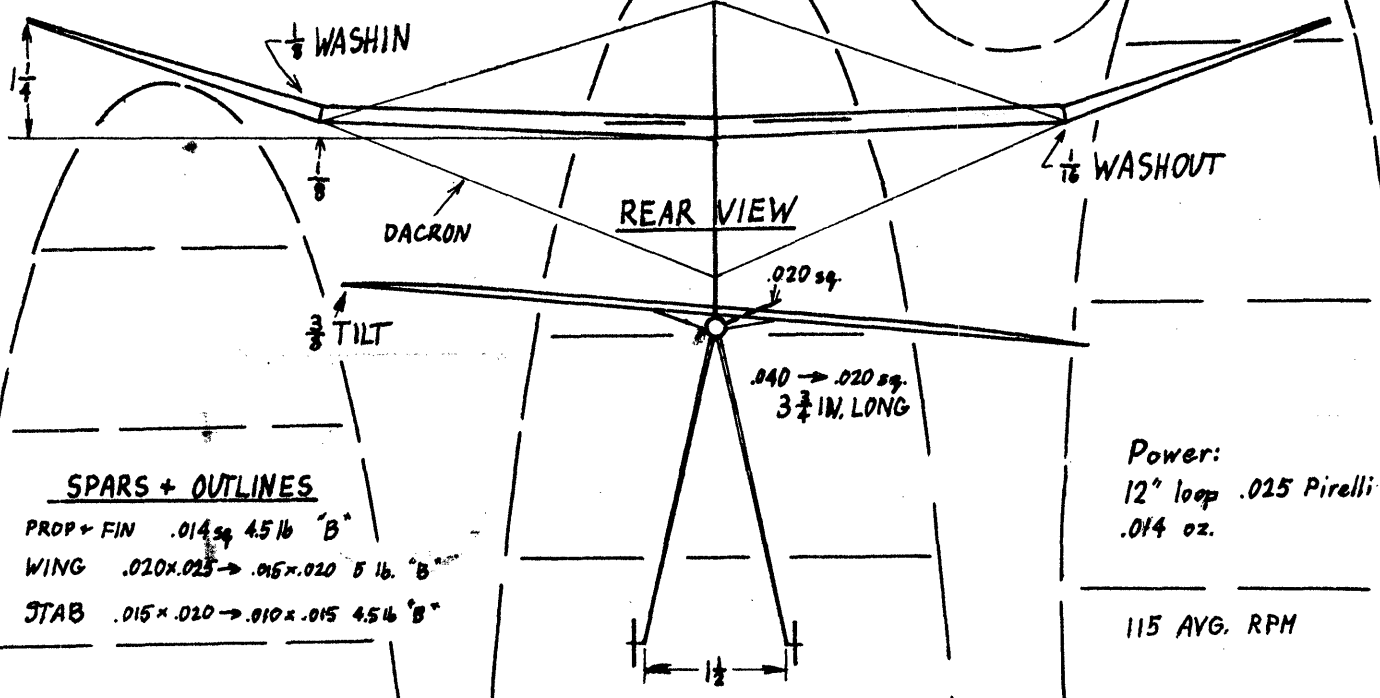 1/8 WASHIN
1 1/4
1/8
1/16 WASHOUT
DACRON
REAR VIEW
.020 sq.
3/8 TILT
.040 → .020 sq.
3 3/4 IN. LONG
SPARS + OUTLINES
PROP + FIN .014 sq 4.5 lb "B"
WING .020x.025 → .015x.020 5 lb. "B"
STAB .015 x .020 → .010 x .015 4.5 lb "B"
Power:
12" loop .025 Pirelli
.014 oz.
115 AVG. RPM
1 1/2